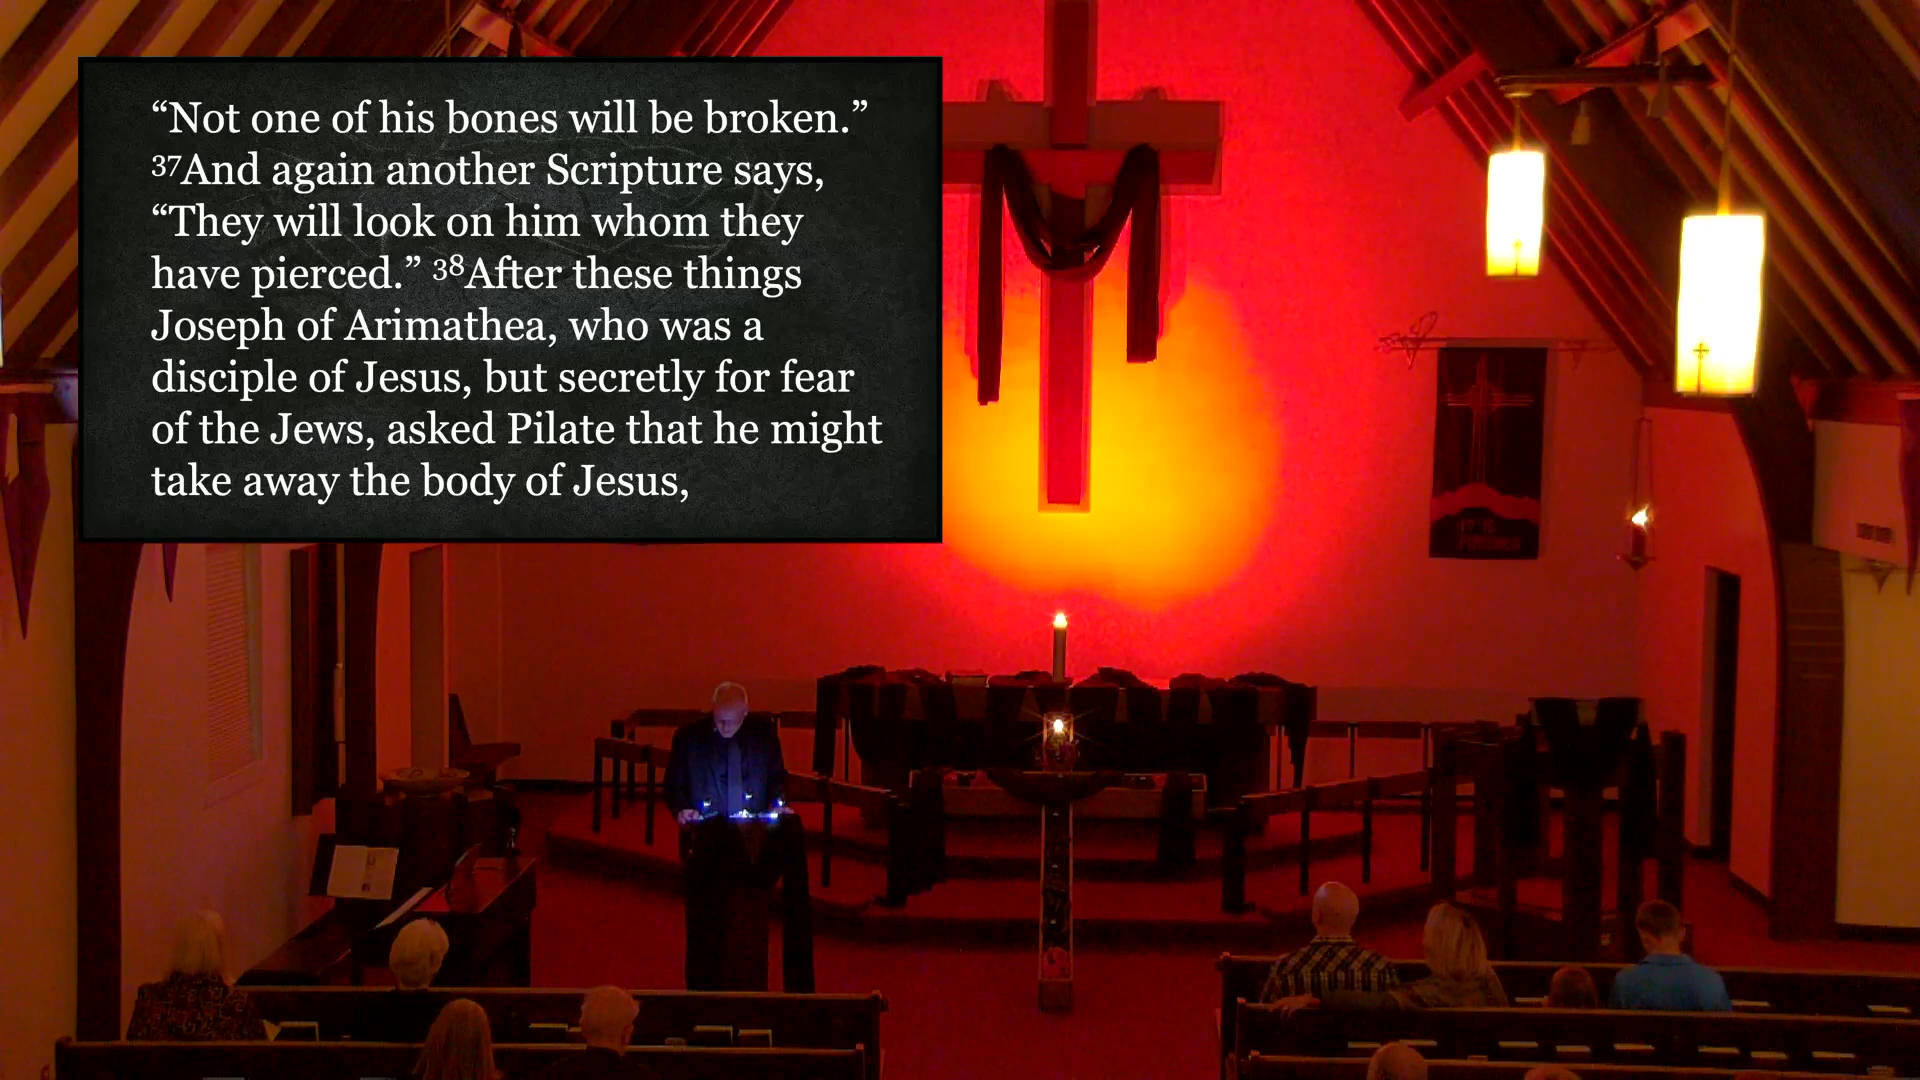 “Not one of his bones will be broken.”
³⁷And again another Scripture says,
“They will look on him whom they
have pierced.” ³⁸After these things
Joseph of Arimathea, who was a
disciple of Jesus, but secretly for fear
of the Jews, asked Pilate that he might
take away the body of Jesus,